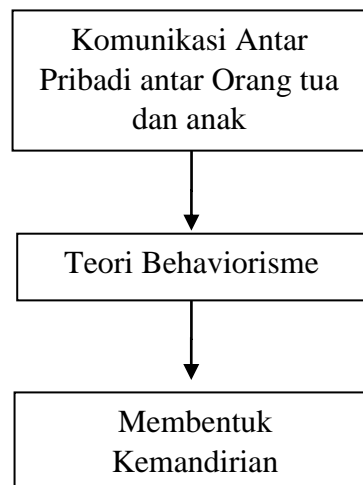 Komunikasi Antar
Pribadi antar Orang tua
dan anak
Teori Behaviorisme
Membentuk
Kemandirian